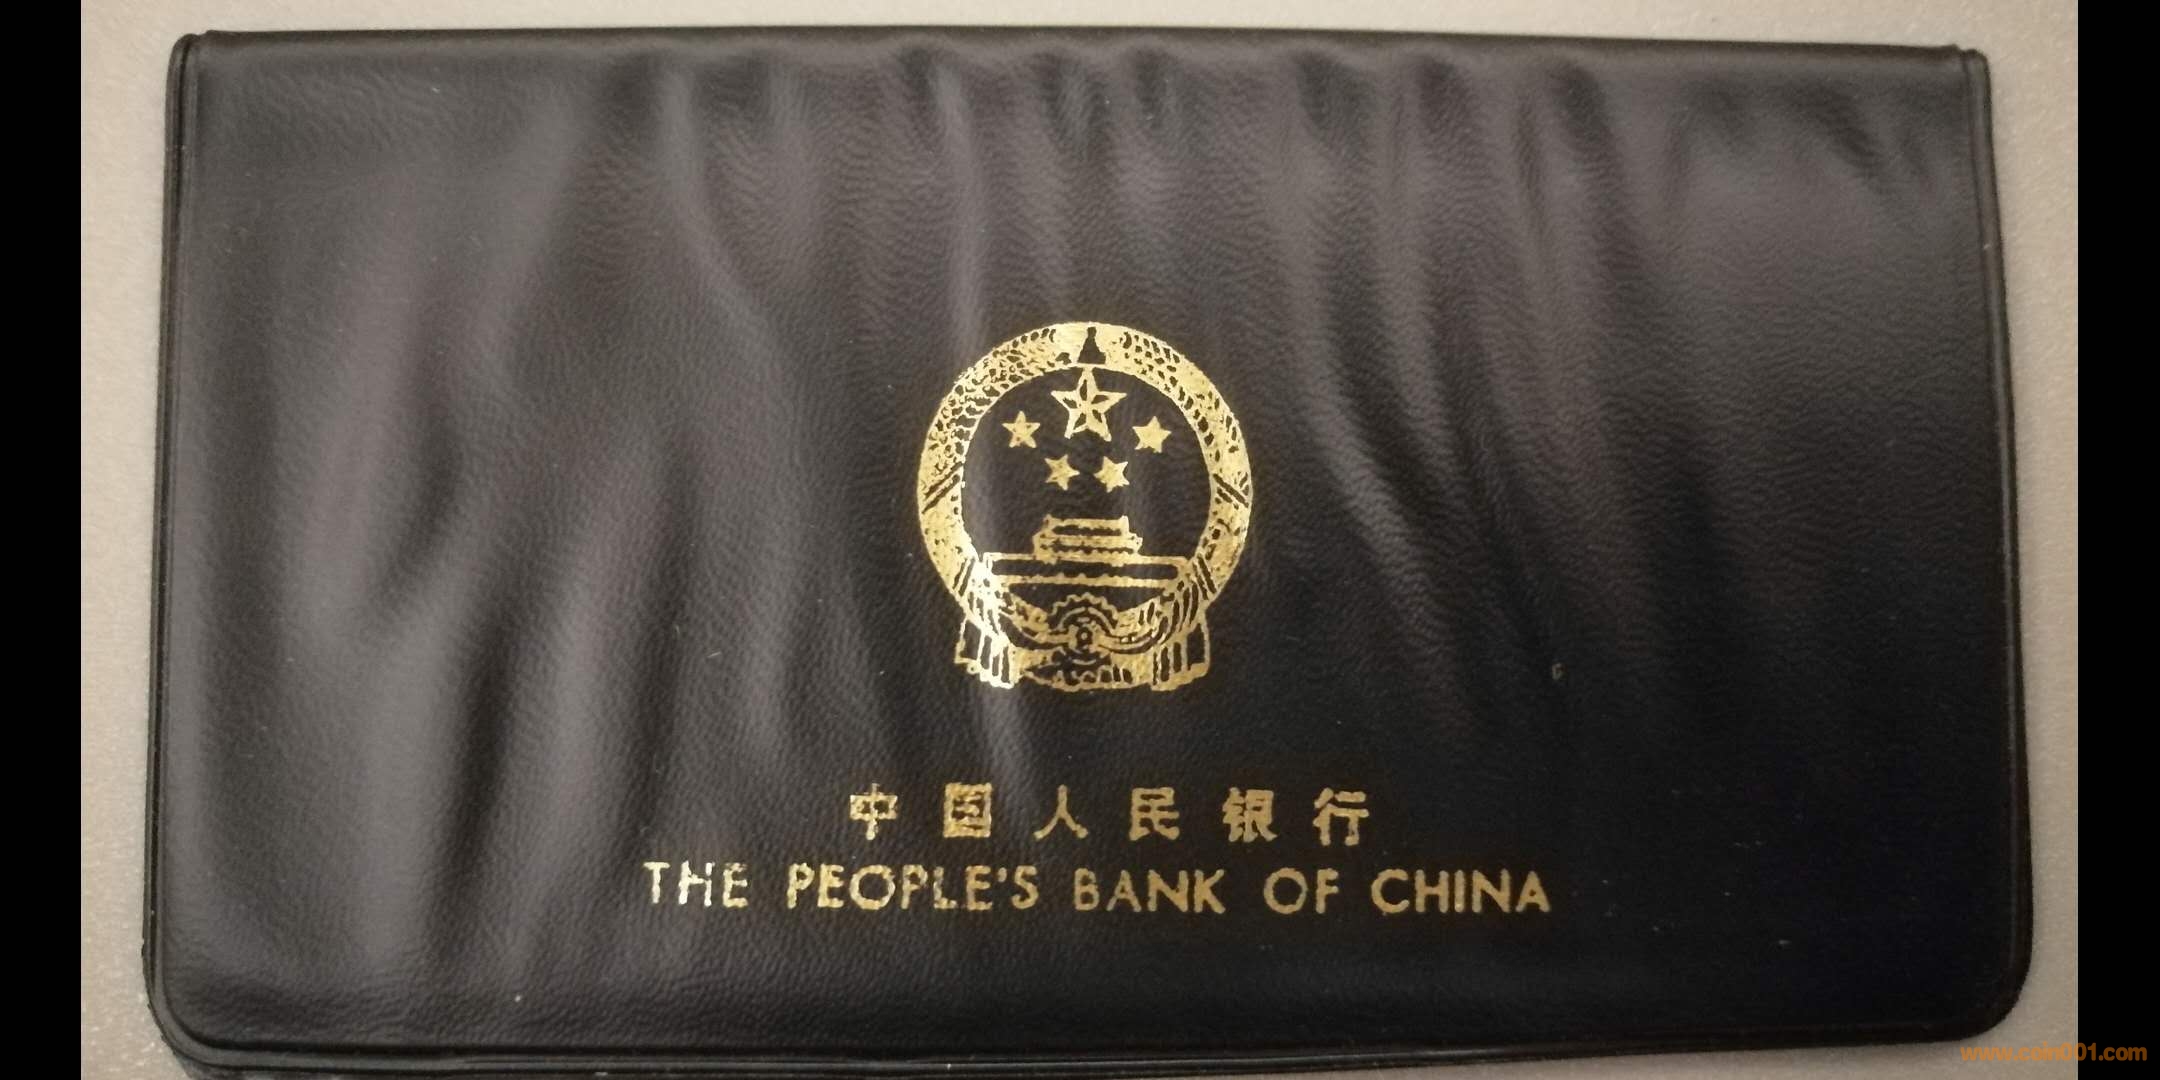 中国人民银行
THE PEOPLE'S BANK OF CHINA
www.coin001.com